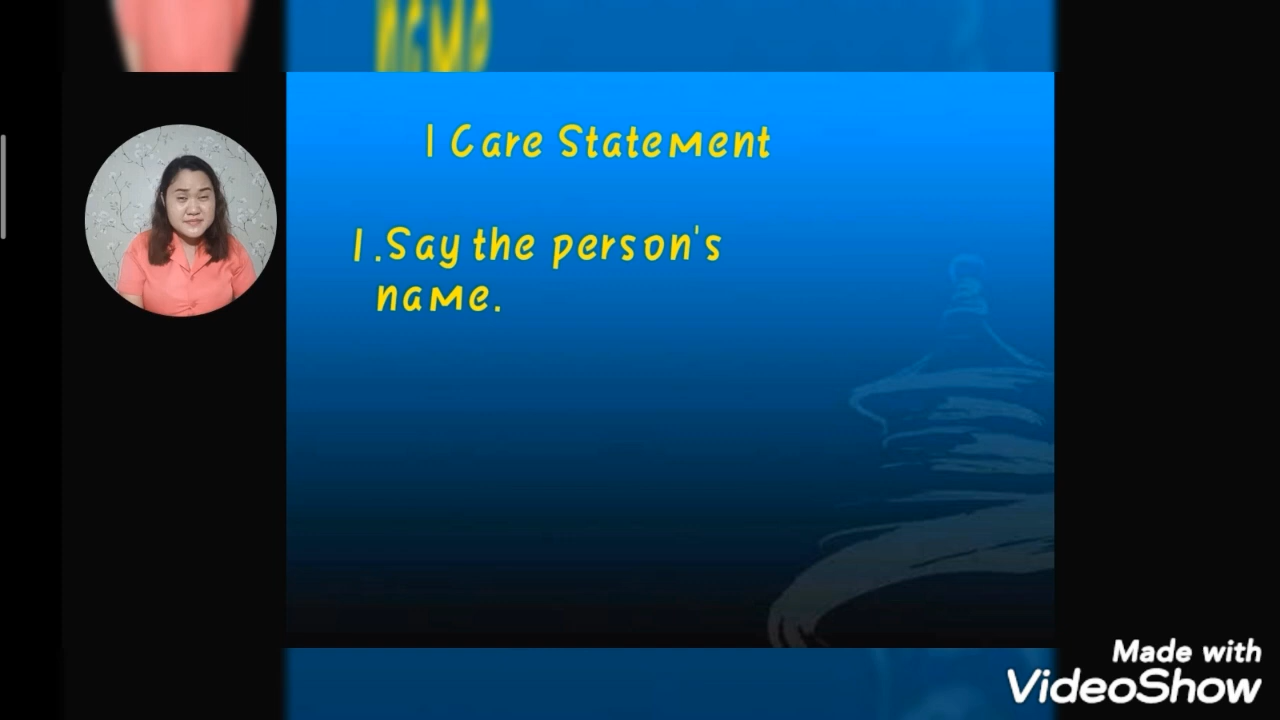 I Care Statement
1.Say the person's
name.
Made with
VideoShow